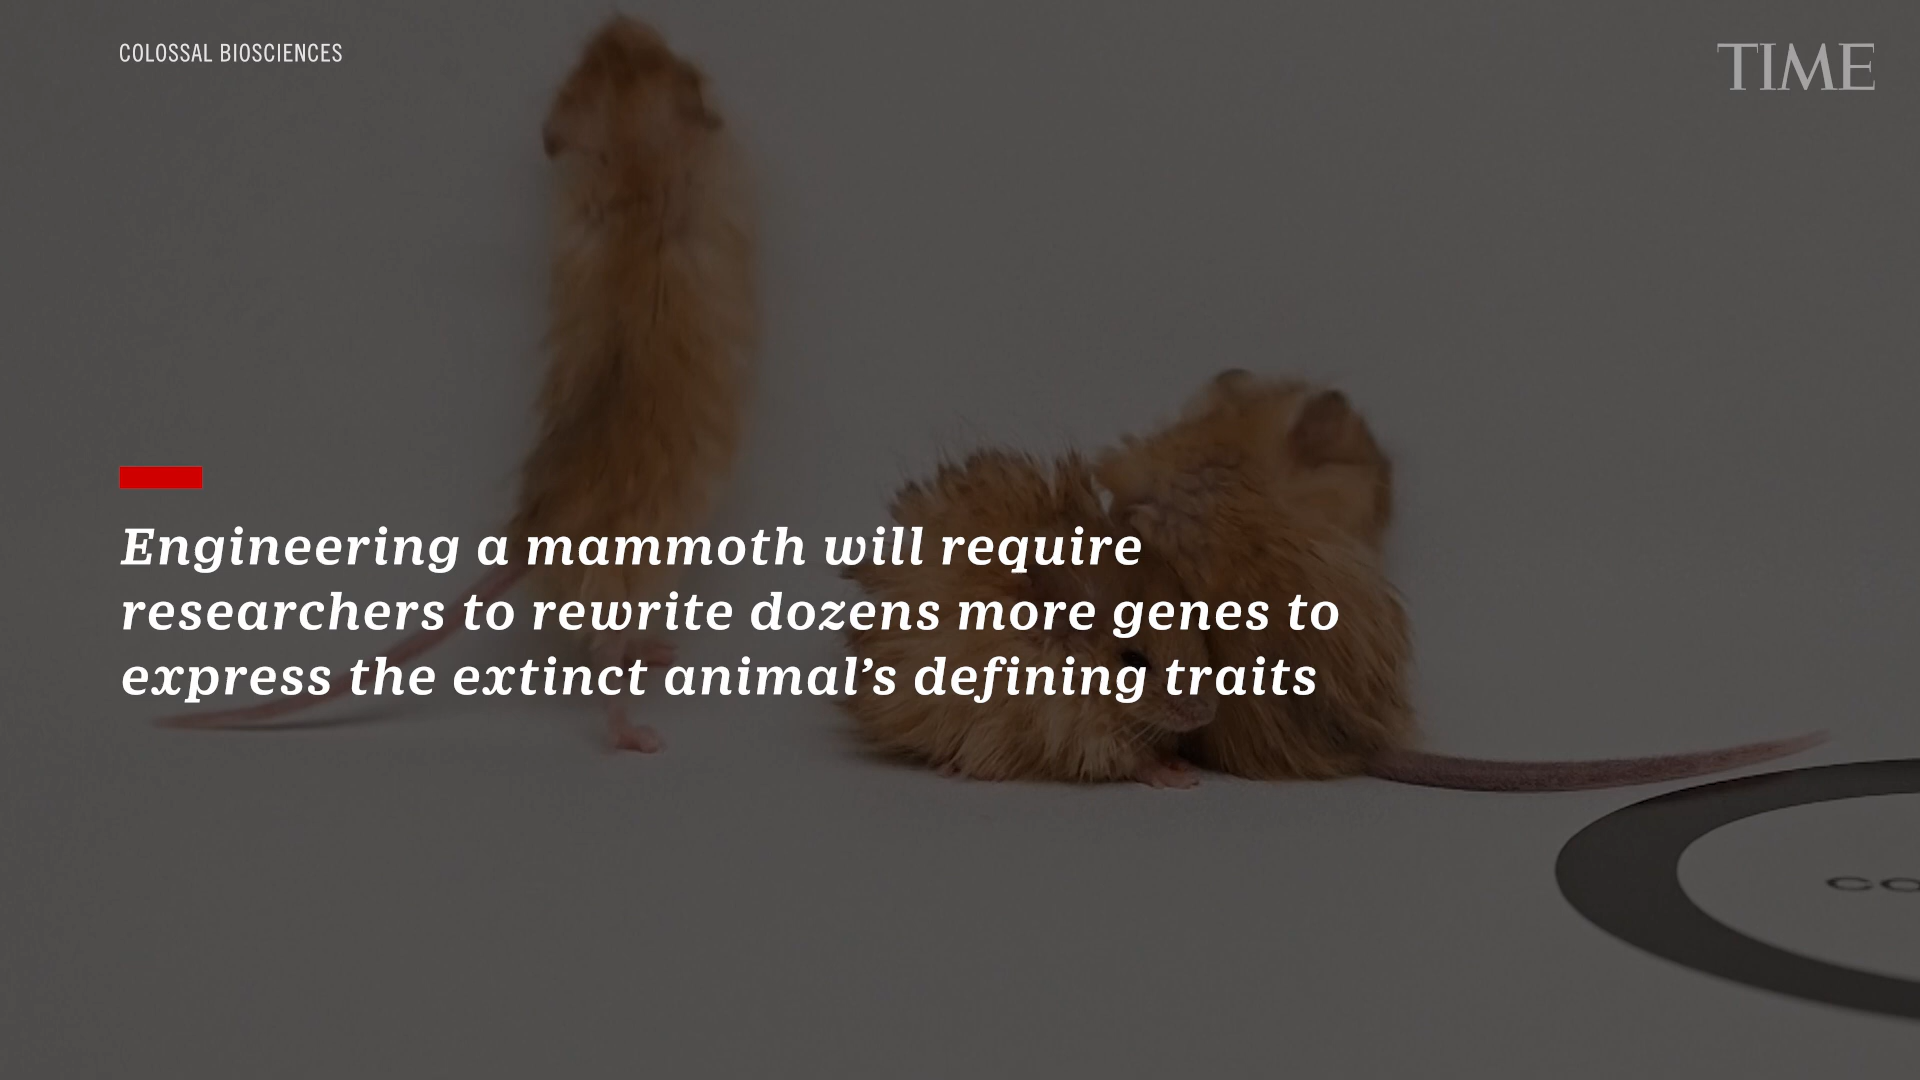 COLOSSAL BIOSCIENCES
TIME
Engineering a mammoth will require
researchers to rewrite dozens more genes to
express the extinct animal’s defining traits
CO